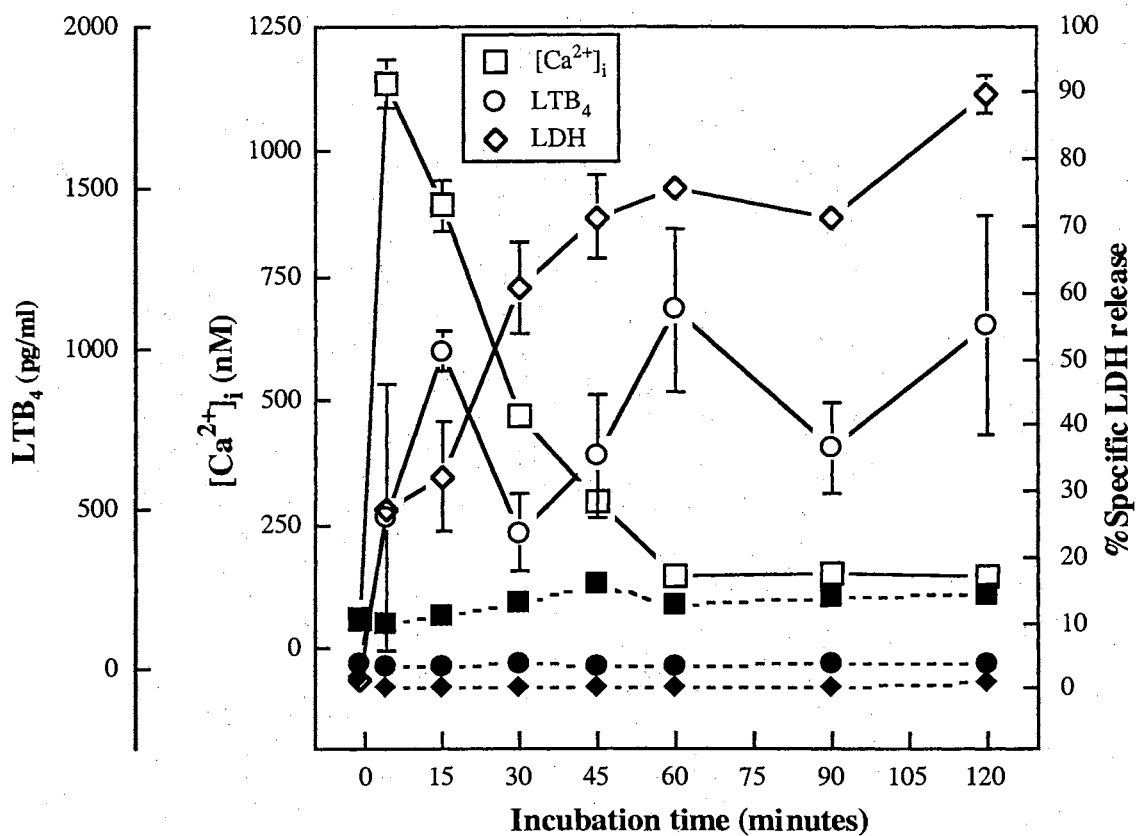 2000
1500
1000
500
0
LTB4 (pg/ml)
1250
1000
750
500
250
0
[Ca2+]i (nM)
[Ca2+]i
LTB4
LDH
100
90
80
70
60
50
40
30
20
10
0
%Specific LDH release
0 15 30 45 60 75 90 105 120
Incubation time (minutes)